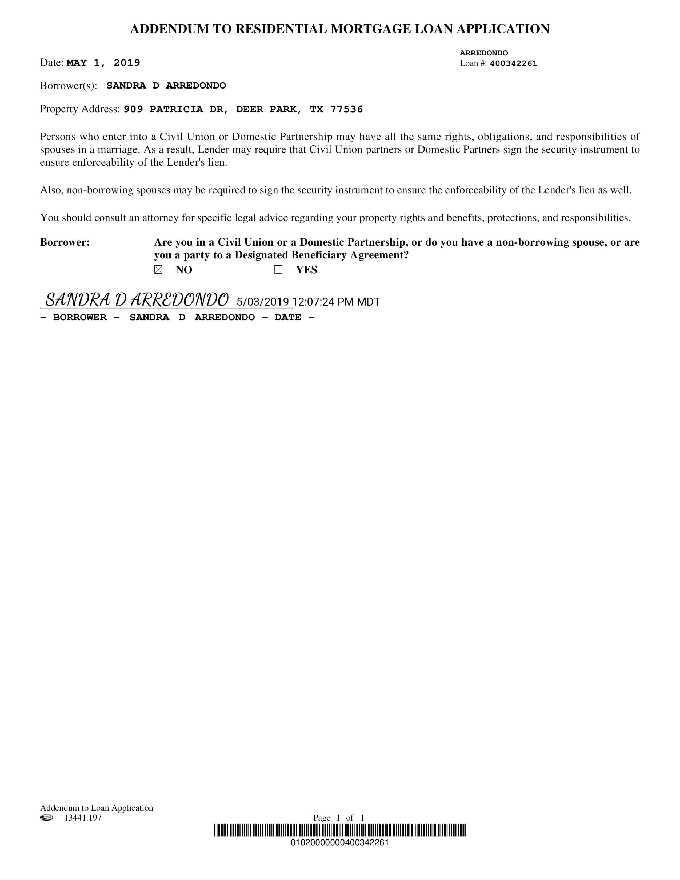 ADDENDUM TO RESIDENTIAL MORTGAGE LOAN APPLICATION
ARREDONDO
Date: MAY 1, 2019
Loan #: 400342261
Borrower(s): SANDRA D ARREDONDO
Property Address: 909 PATRICIA DR, DEER PARK, TX 77536
Persons who enter into a Civil Union or Domestic Partnership may have all the same rights, obligations, and responsibilities of
spouses in a marriage. As a result, Lender may require that Civil Union partners or Domestic Partners sign the security instrument to
ensure enforceability of the Lender's lien.
Also, non-borrowing spouses may be required to sign the security instrument to ensure the enforceability of the Lender's lien as well.
You should consult an attorney for specific legal advice regarding your property rights and benefits, protections, and responsibilities.
Borrower: Are you in a Civil Union or a Domestic Partnership, or do you have a non-borrowing spouse, or are
you a party to a Designated Beneficiary Agreement?
☒ NO ☐ YES
SANDRA D ARREDONDO 5/03/2019 12:07:24 PM MDT
- BORROWER - SANDRA D ARREDONDO - DATE -
Addendum to Loan Application
13441.197
Page 1 of 1
01020000000400342261